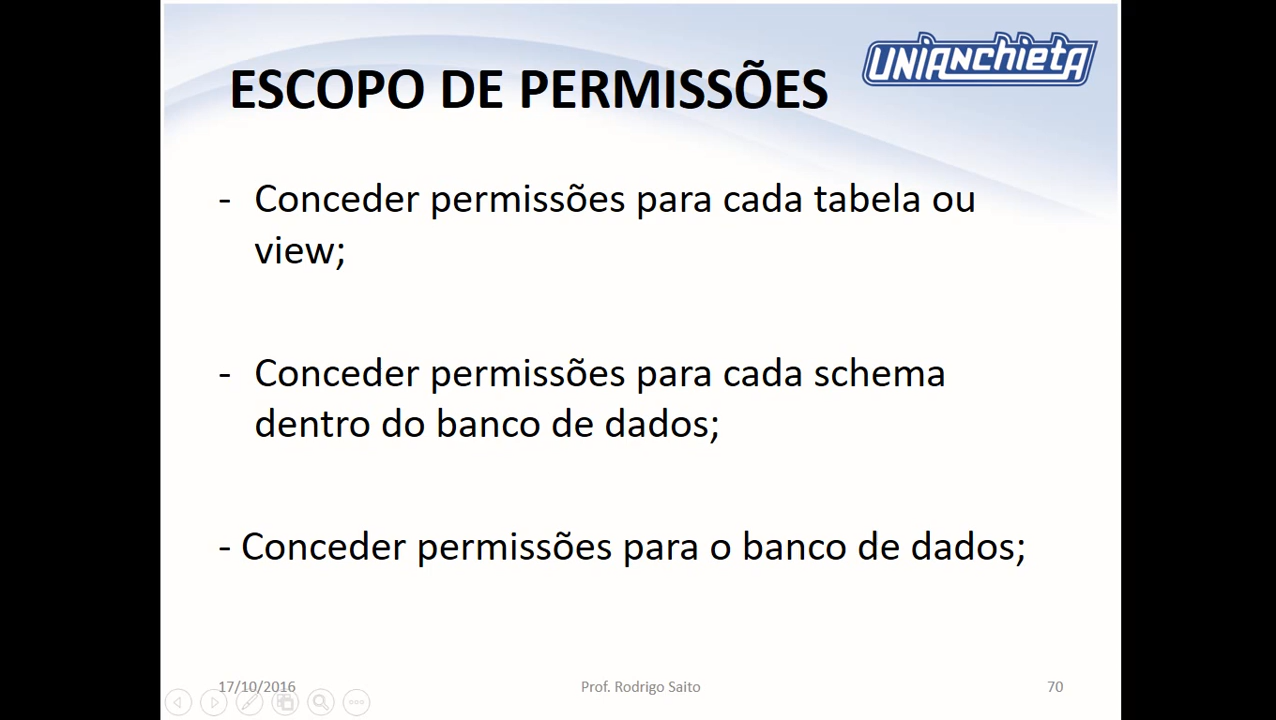 UNIANCHIETA
ESCOPO DE PERMISSÕES
- Conceder permissões para cada tabela ou
view;
- Conceder permissões para cada schema
dentro do banco de dados;
- Conceder permissões para o banco de dados;
17/10/2016
Prof. Rodrigo Saito
70